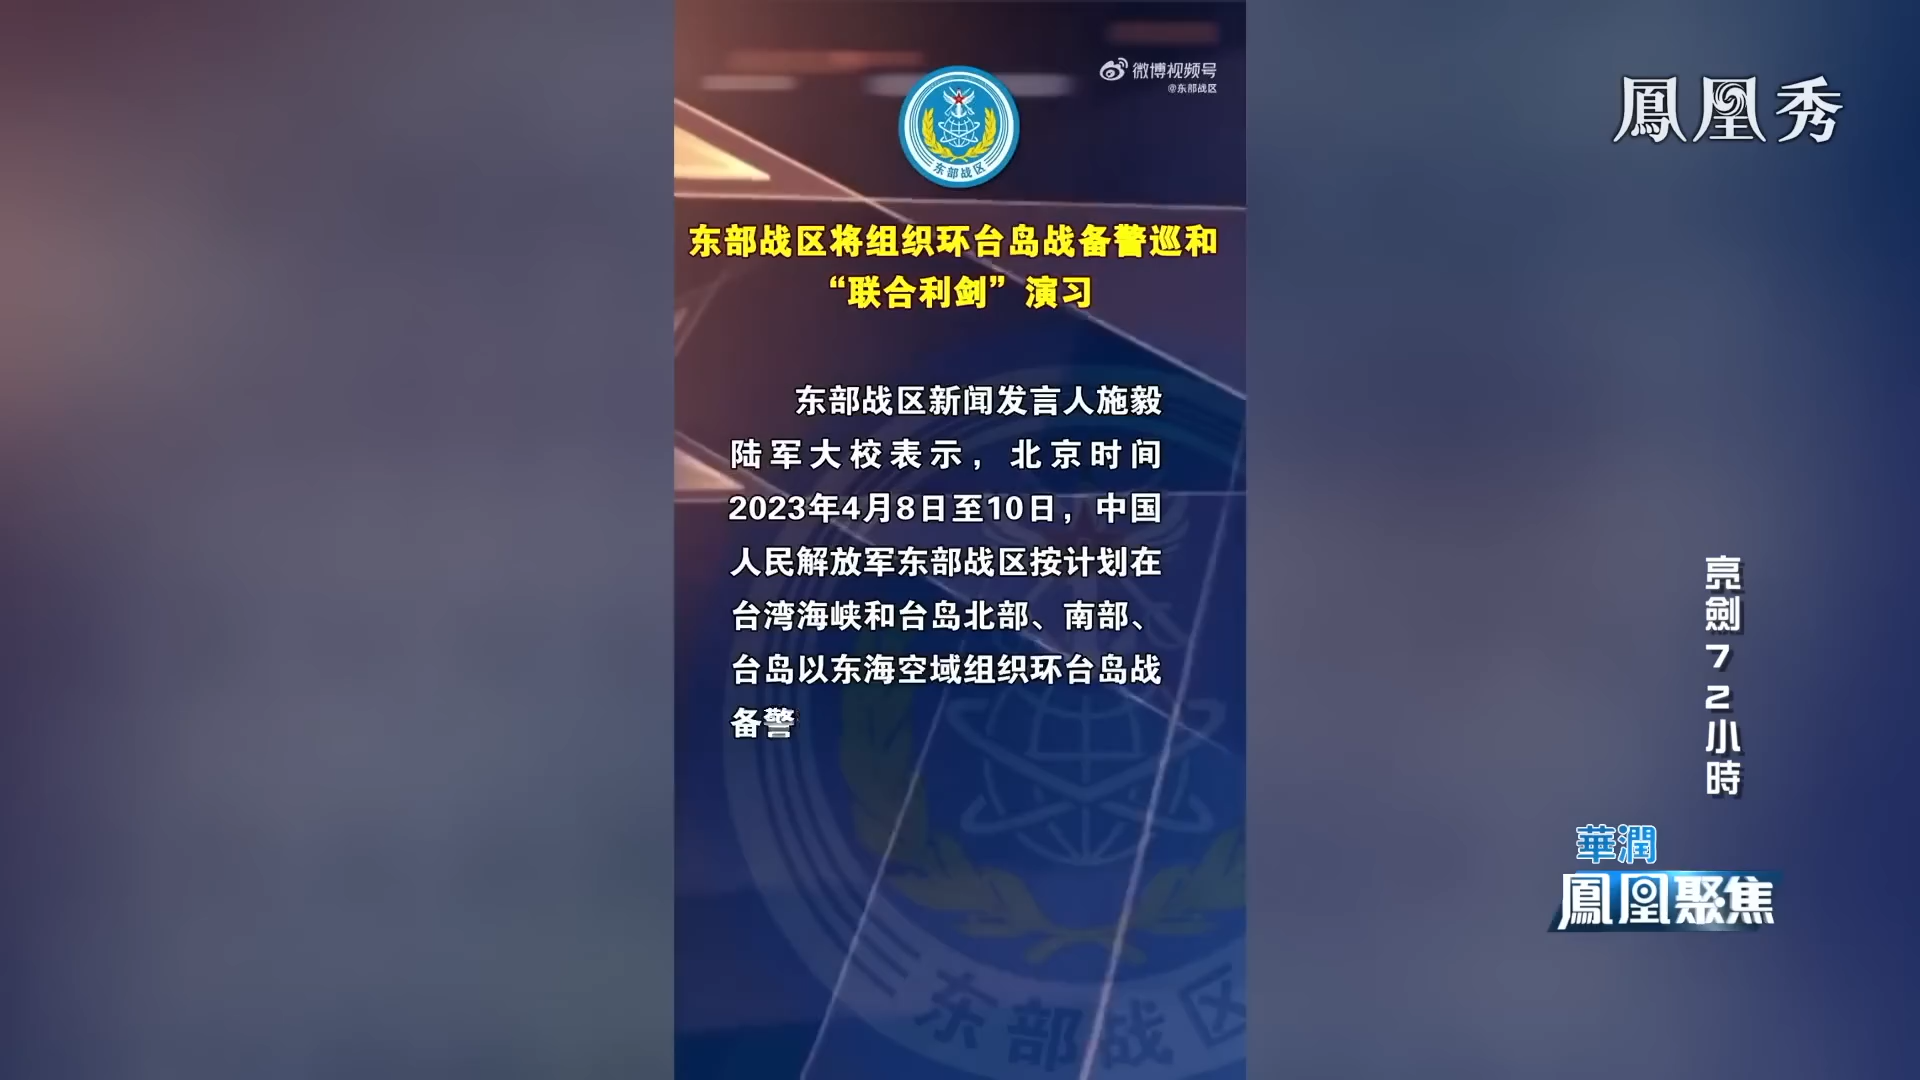 微博视频号
@东部战区
鳳凰秀
东部战区
东部战区将组织环台岛战备警巡和
“联合利剑”演习
东部战区新闻发言人施毅
陆军大校表示，北京时间
2023年4月8日至10日，中国
人民解放军东部战区按计划在
台湾海峡和台岛北部、南部、
台岛以东海空域组织环台岛战
备警
亮劍72小時
華潤
鳳凰聚焦
东部战区